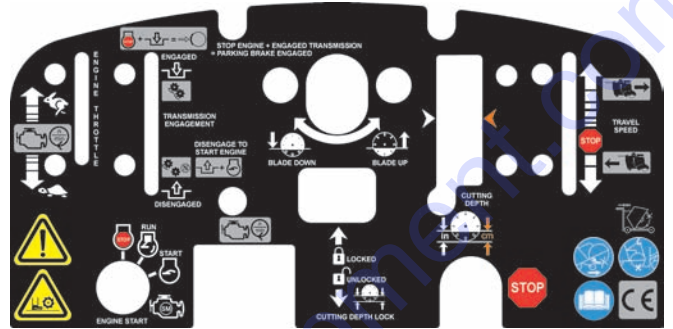 STOP
STOP ENGINE + ENGAGED TRANSMISSION
= PARKING BRAKE ENGAGED
ENGAGED
ENGINE THROTTLE
TRANSMISSION
ENGAGEMENT
DISENGAGE TO
START ENGINE
DISENGAGED
BLADE DOWN
BLADE UP
TRAVEL
SPEED
STOP
CUTTING
DEPTH
in
cm
RUN
STOP
START
ENGINE START
LOCKED
UNLOCKED
CUTTING DEPTH LOCK
STOP
CE